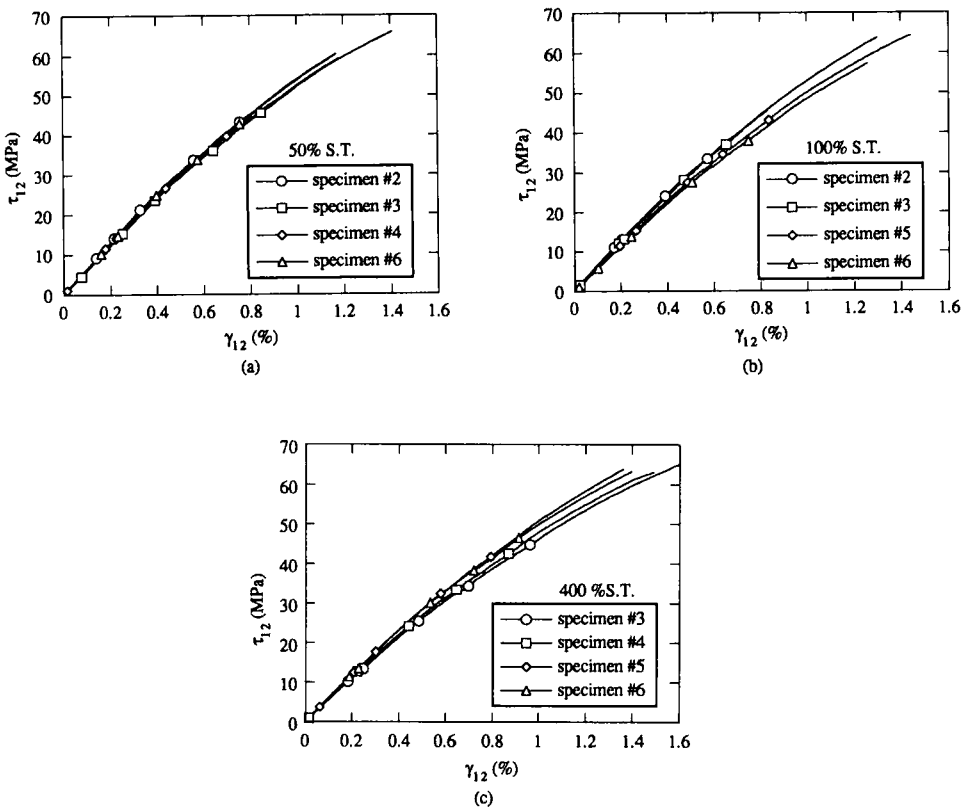 70
60
50
40
30
20
10
0
τ12 (MPa)
50% S.T.
specimen #2
specimen #3
specimen #4
specimen #6
0 0.2 0.4 0.6 0.8 1 1.2 1.4 1.6
γ12 (%)
(a)
70
60
50
40
30
20
10
0
τ12 (MPa)
100% S.T.
specimen #2
specimen #3
specimen #5
specimen #6
0 0.2 0.4 0.6 0.8 1 1.2 1.4 1.6
γ12 (%)
(b)
70
60
50
40
30
20
10
0
τ12 (MPa)
400 %S.T.
specimen #3
specimen #4
specimen #5
specimen #6
0 0.2 0.4 0.6 0.8 1 1.2 1.4 1.6
γ12 (%)
(c)